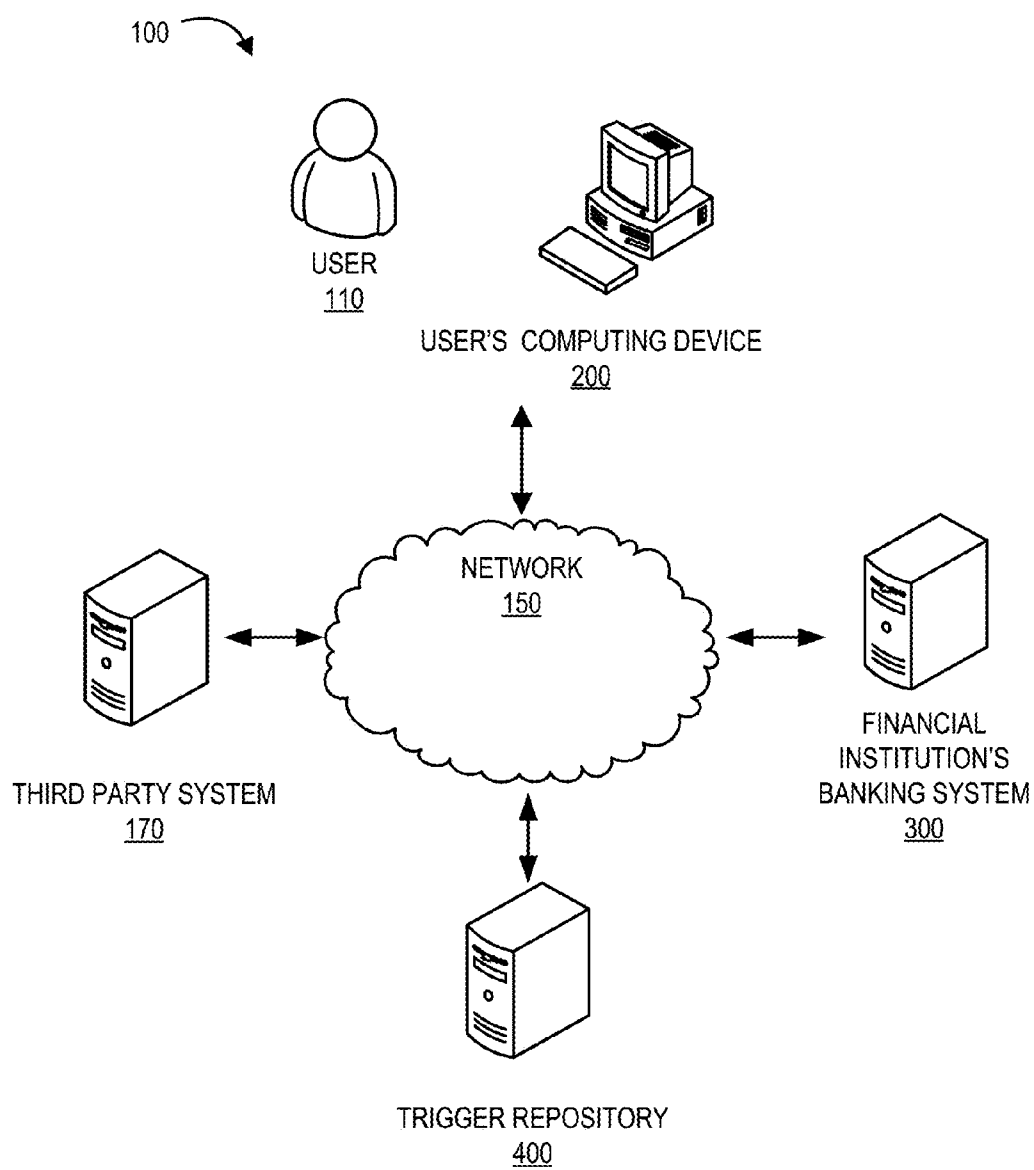 100
USER
110
USER'S COMPUTING DEVICE
200
NETWORK
150
THIRD PARTY SYSTEM
170
FINANCIAL
INSTITUTION'S
BANKING SYSTEM
300
TRIGGER REPOSITORY
400